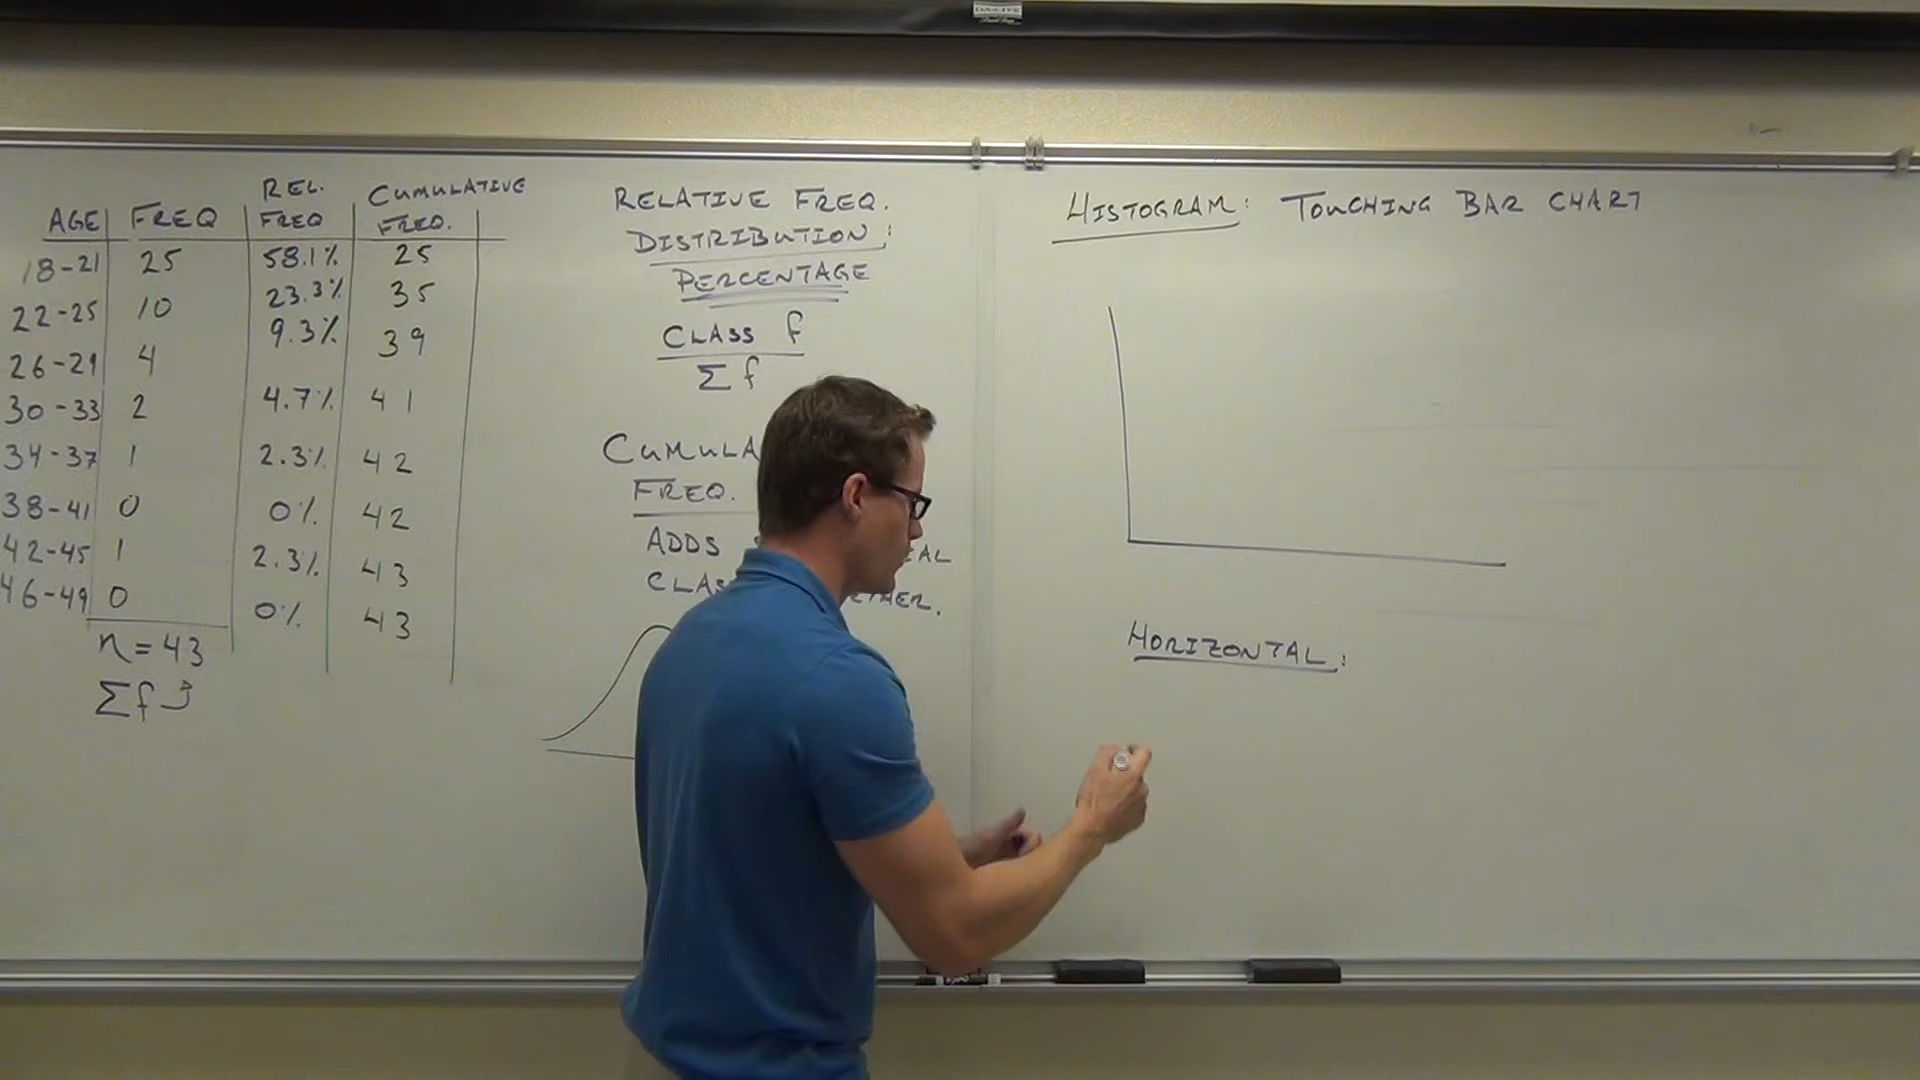 DA-LITE
AGE FREQ REL. FREQ CUMULATIVE FREQ.
18-21 25 58.1% 25
22-25 10 23.3% 35
26-29 4 9.3% 39
30-33 2 4.7% 41
34-37 1 2.3% 42
38-41 0 0% 42
42-45 1 2.3% 43
46-49 0 0% 43
n = 43
Σf
RELATIVE FREQ.
DISTRIBUTION:
PERCENTAGE
CLASS f
Σ f
CUMULA
FREQ.
ADDS
CLAS
HISTOGRAM: TOUCHING BAR CHART
HORIZONTAL: